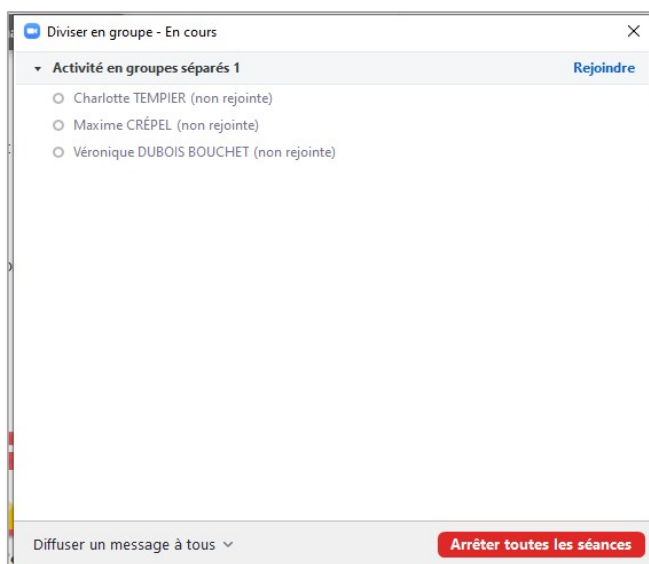 Diviser en groupe - En cours
Activité en groupes séparés 1 Rejoindre
Charlotte TEMPIER (non rejointe)
Maxime CRÉPEL (non rejointe)
Véronique DUBOIS BOUCHET (non rejointe)
Diffuser un message à tous Arrêter toutes les séances